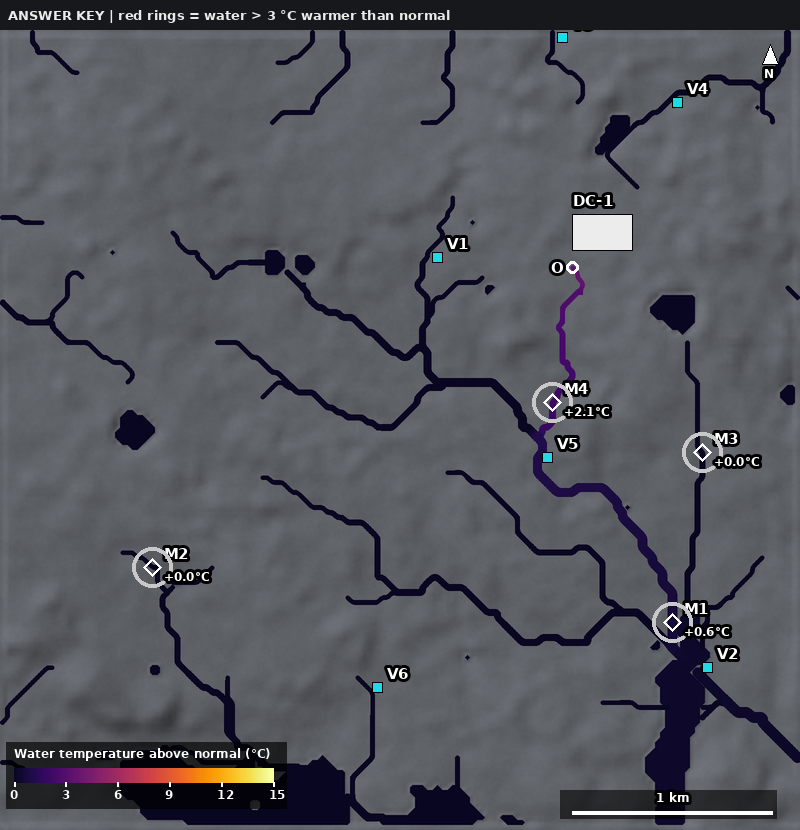 ANSWER KEY | red rings = water > 3 °C warmer than normal
N
V4
DC-1
V1
O
M4
+2.1°C
M3
+0.0°C
V5
M2
+0.0°C
M1
+0.6°C
V2
V6
Water temperature above normal (°C)
0 3 6 9 12 15
1 km